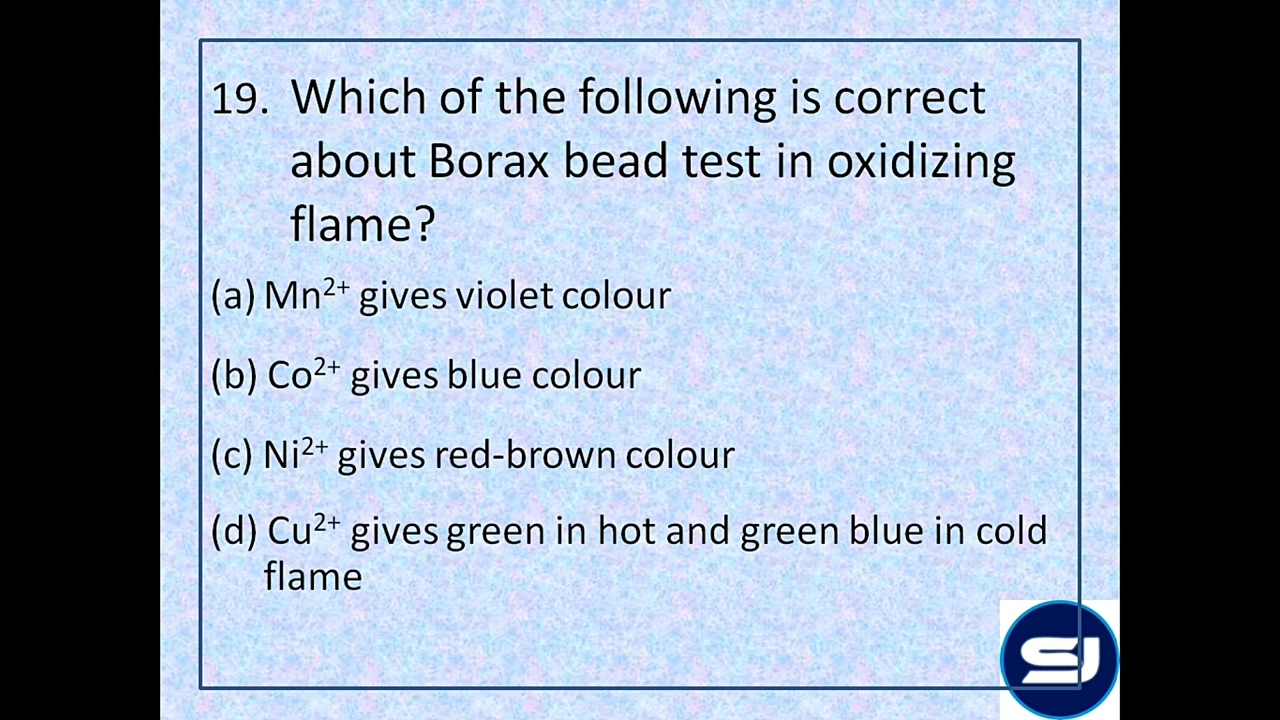 19. Which of the following is correct
about Borax bead test in oxidizing
flame?
(a) Mn²⁺ gives violet colour
(b) Co²⁺ gives blue colour
(c) Ni²⁺ gives red-brown colour
(d) Cu²⁺ gives green in hot and green blue in cold
flame
SJ